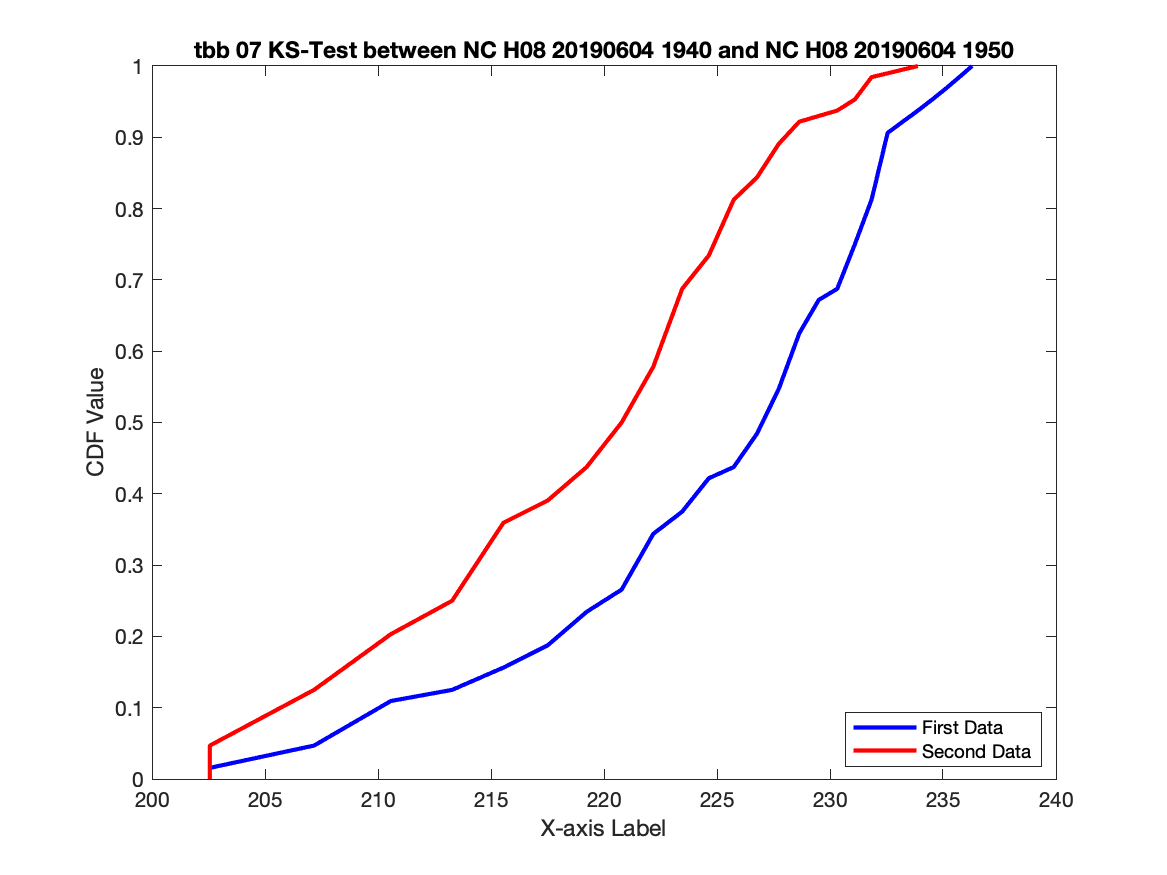 tbb 07 KS-Test between NC H08 20190604 1940 and NC H08 20190604 1950
1
0.9
0.8
0.7
0.6
0.5
0.4
0.3
0.2
0.1
0
CDF Value
First Data
Second Data
200 205 210 215 220 225 230 235 240
X-axis Label